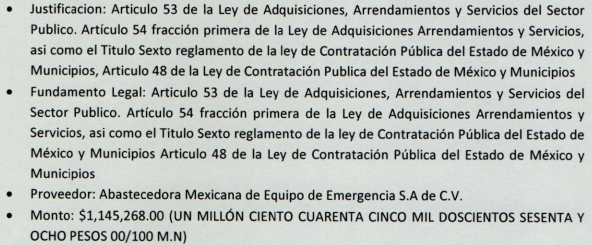 • Justificacion: Articulo 53 de la Ley de Adquisiciones, Arrendamientos y Servicios del Sector
Publico. Artículo 54 fracción primera de la Ley de Adquisiciones Arrendamientos y Servicios,
asi como el Titulo Sexto reglamento de la ley de Contratación Pública del Estado de México y
Municipios, Articulo 48 de la Ley de Contratación Publica del Estado de México y Municipios
• Fundamento Legal: Articulo 53 de la Ley de Adquisiciones, Arrendamientos y Servicios del
Sector Publico. Artículo 54 fracción primera de la Ley de Adquisiciones Arrendamientos y
Servicios, asi como el Titulo Sexto reglamento de la ley de Contratación Pública del Estado de
México y Municipios Articulo 48 de la Ley de Contratación Pública del Estado de México y
Municipios
• Proveedor: Abastecedora Mexicana de Equipo de Emergencia S.A de C.V.
• Monto: $1,145,268.00 (UN MILLÓN CIENTO CUARENTA CINCO MIL DOSCIENTOS SESENTA Y
OCHO PESOS 00/100 M.N)